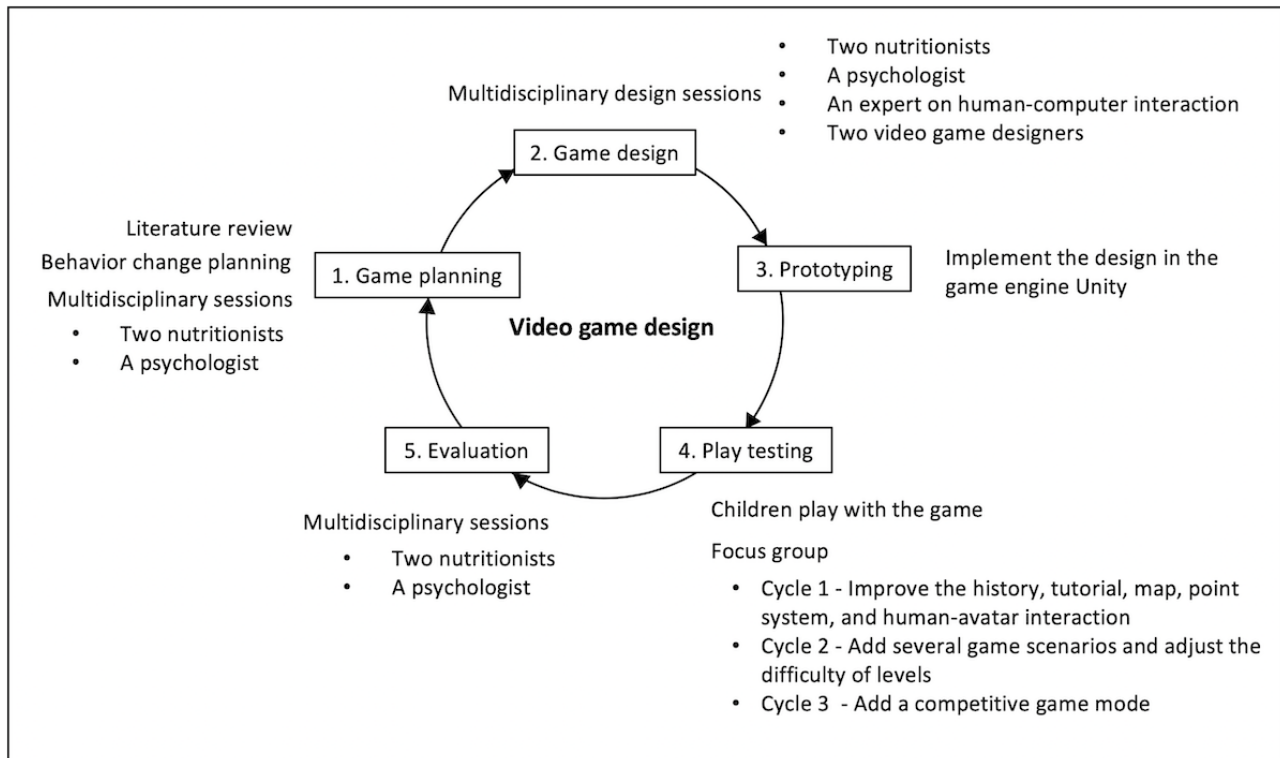 Multidisciplinary design sessions
• Two nutritionists
• A psychologist
• An expert on human-computer interaction
• Two video game designers
2. Game design
Literature review
Behavior change planning
Multidisciplinary sessions
• Two nutritionists
• A psychologist
1. Game planning
3. Prototyping
Implement the design in the
game engine Unity
Video game design
5. Evaluation
4. Play testing
Multidisciplinary sessions
• Two nutritionists
• A psychologist
Children play with the game
Focus group
• Cycle 1 - Improve the history, tutorial, map, point
system, and human-avatar interaction
• Cycle 2 - Add several game scenarios and adjust the
difficulty of levels
• Cycle 3 - Add a competitive game mode